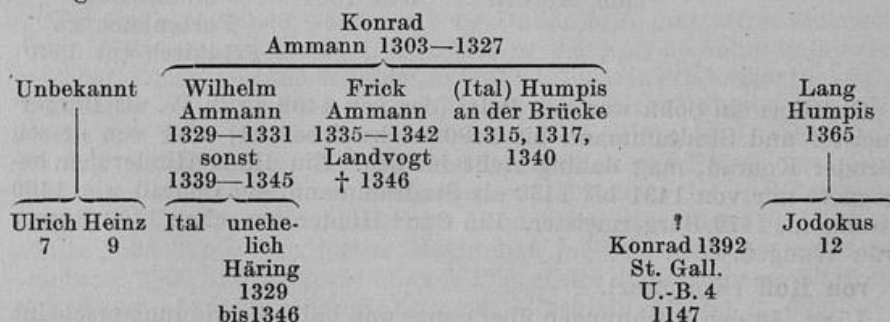 Konrad
Ammann 1303—1327
Unbekannt Wilhelm Frick (Ital) Humpis Lang
Ammann Ammann an der Brücke Humpis
1329—1331 1335—1342 1315, 1317, 1365
sonst Landvogt 1340
1339—1345 † 1346
Ulrich Heinz Ital unehe- ? Jodokus
7 9 lich Konrad 1392 12
Häring St. Gall.
1329 U.-B. 4
bis1346 1147